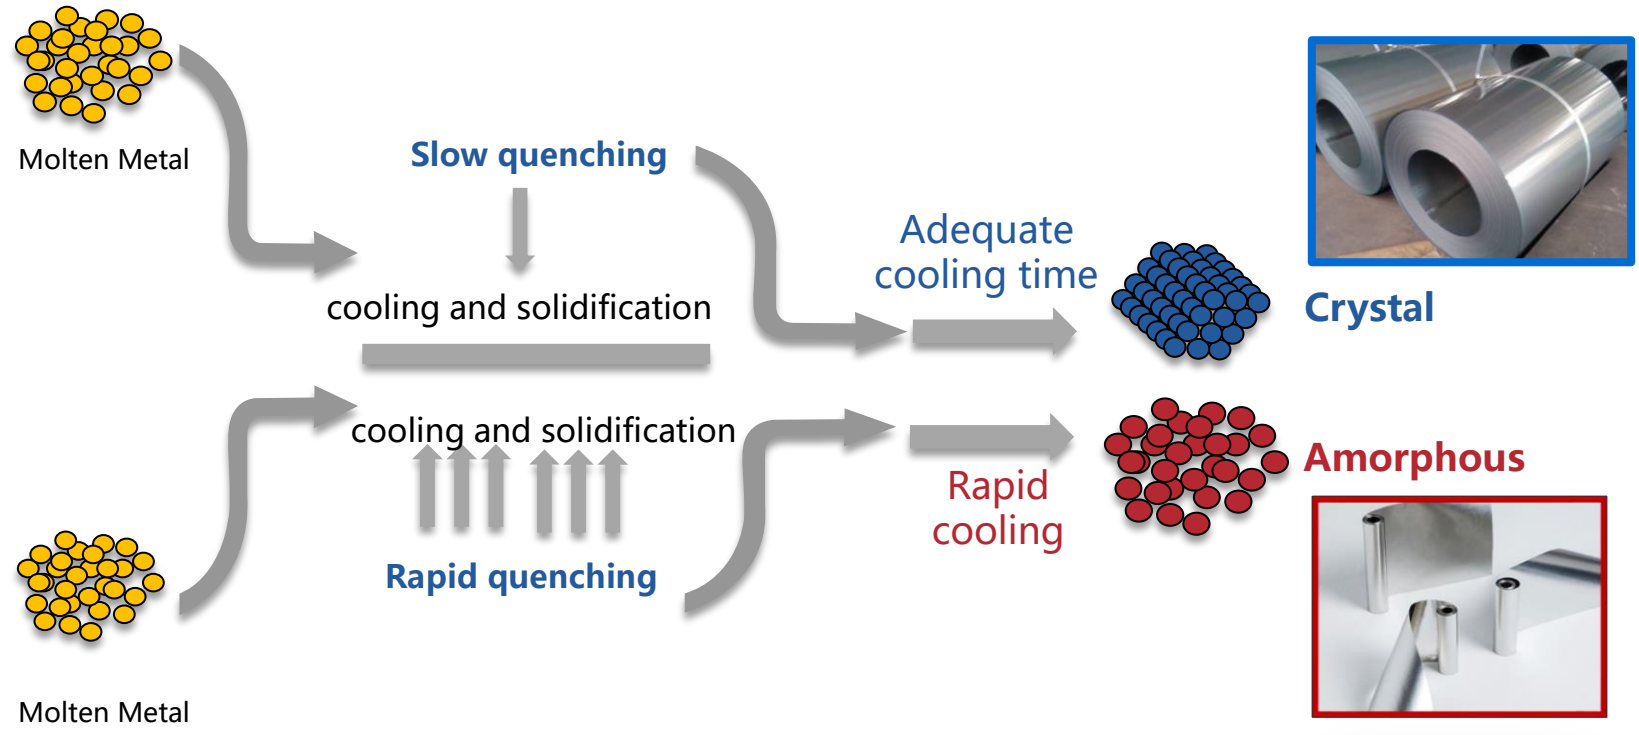 Molten Metal
Slow quenching
cooling and solidification
Adequate
cooling time
Crystal
cooling and solidification
Rapid quenching
Rapid
cooling
Amorphous
Molten Metal